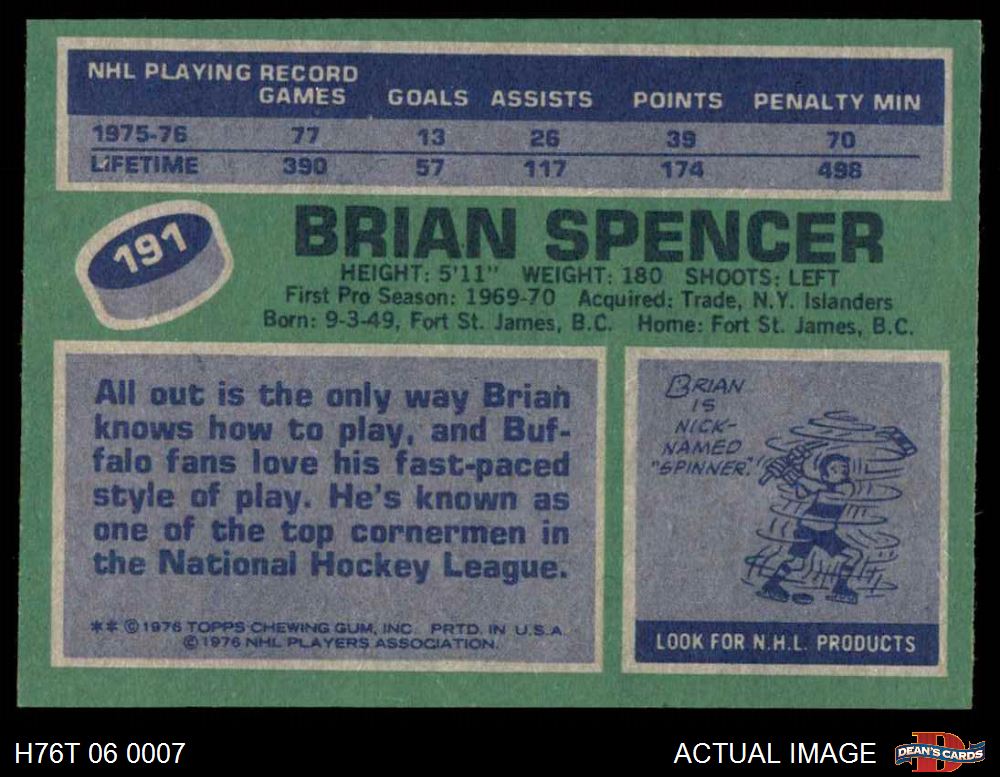 NHL PLAYING RECORD
GAMES GOALS ASSISTS POINTS PENALTY MIN
1975-76 77 13 26 39 70
LIFETIME 390 57 117 174 498
191
BRIAN SPENCER
HEIGHT: 5'11" WEIGHT: 180 SHOOTS: LEFT
First Pro Season: 1969-70 Acquired: Trade, N.Y. Islanders
Born: 9-3-49, Fort St. James, B.C. Home: Fort St. James, B.C.
All out is the only way Brian
knows how to play, and Buf-
falo fans love his fast-paced
style of play. He's known as
one of the top cornermen in
the National Hockey League.
** © 1976 TOPPS CHEWING GUM, INC. PRTD. IN U.S.A.
© 1976 NHL PLAYERS ASSOCIATION.
BRIAN
IS
NICK-
NAMED
"SPINNER."
LOOK FOR N.H.L. PRODUCTS
H76T 06 0007
ACTUAL IMAGE
D
DEAN'S CARDS